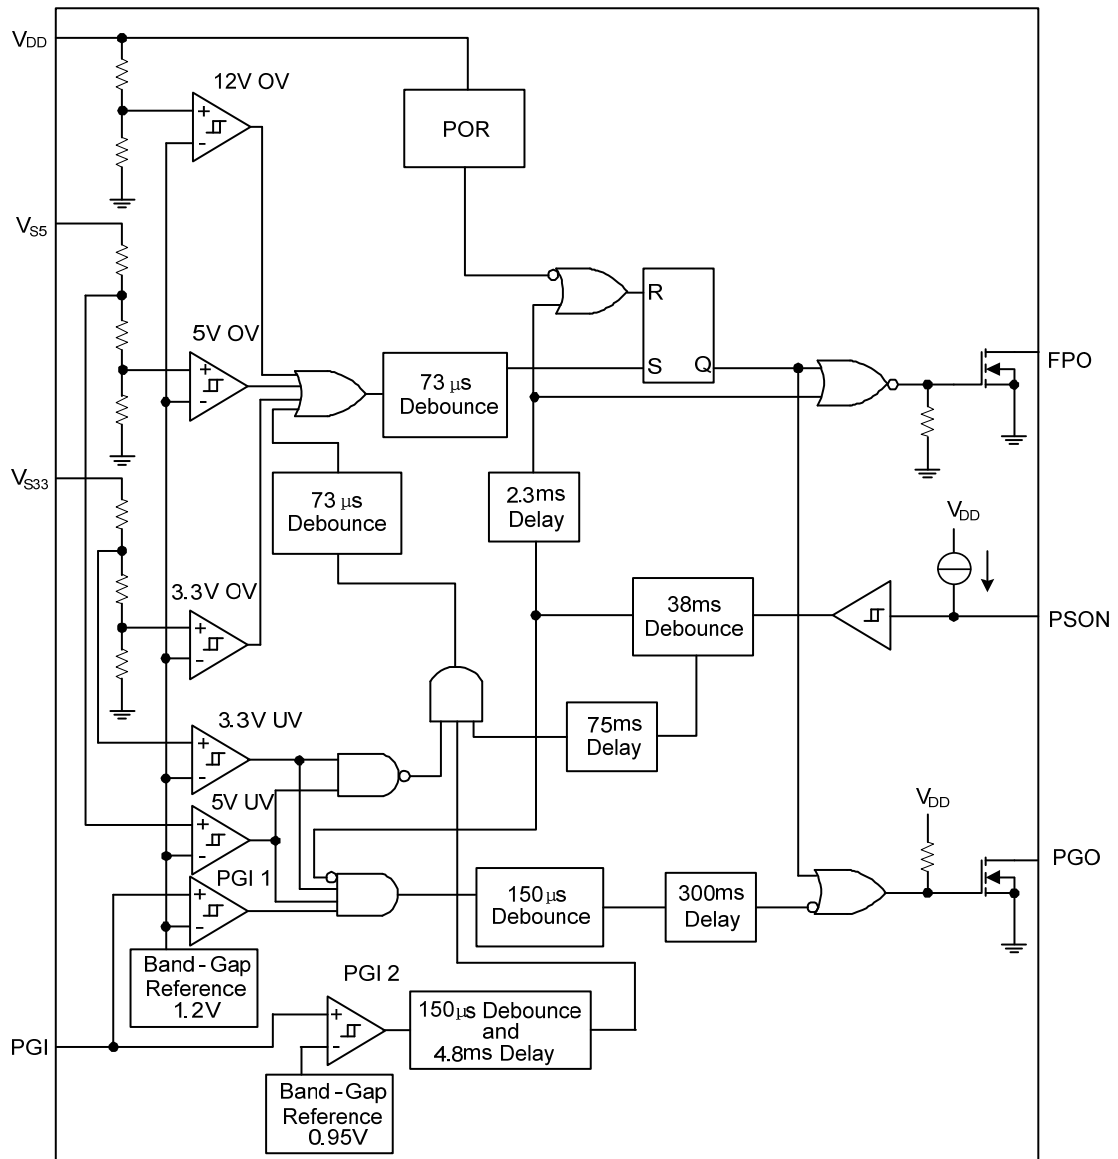 VDD
12V OV
+
-
POR
VS5
5V OV
+
-
73 μs
Debounce
R
S
Q
FPO
VS33
73 μs
Debounce
2.3ms
Delay
VDD
3.3V OV
+
-
38ms
Debounce
PSON
3.3V UV
+
-
75ms
Delay
5V UV
+
-
VDD
PGI 1
+
-
150μs
Debounce
300ms
Delay
PGO
Band-Gap
Reference
1.2V
PGI 2
+
-
150μs Debounce
and
4.8ms Delay
PGI
Band-Gap
Reference
0.95V